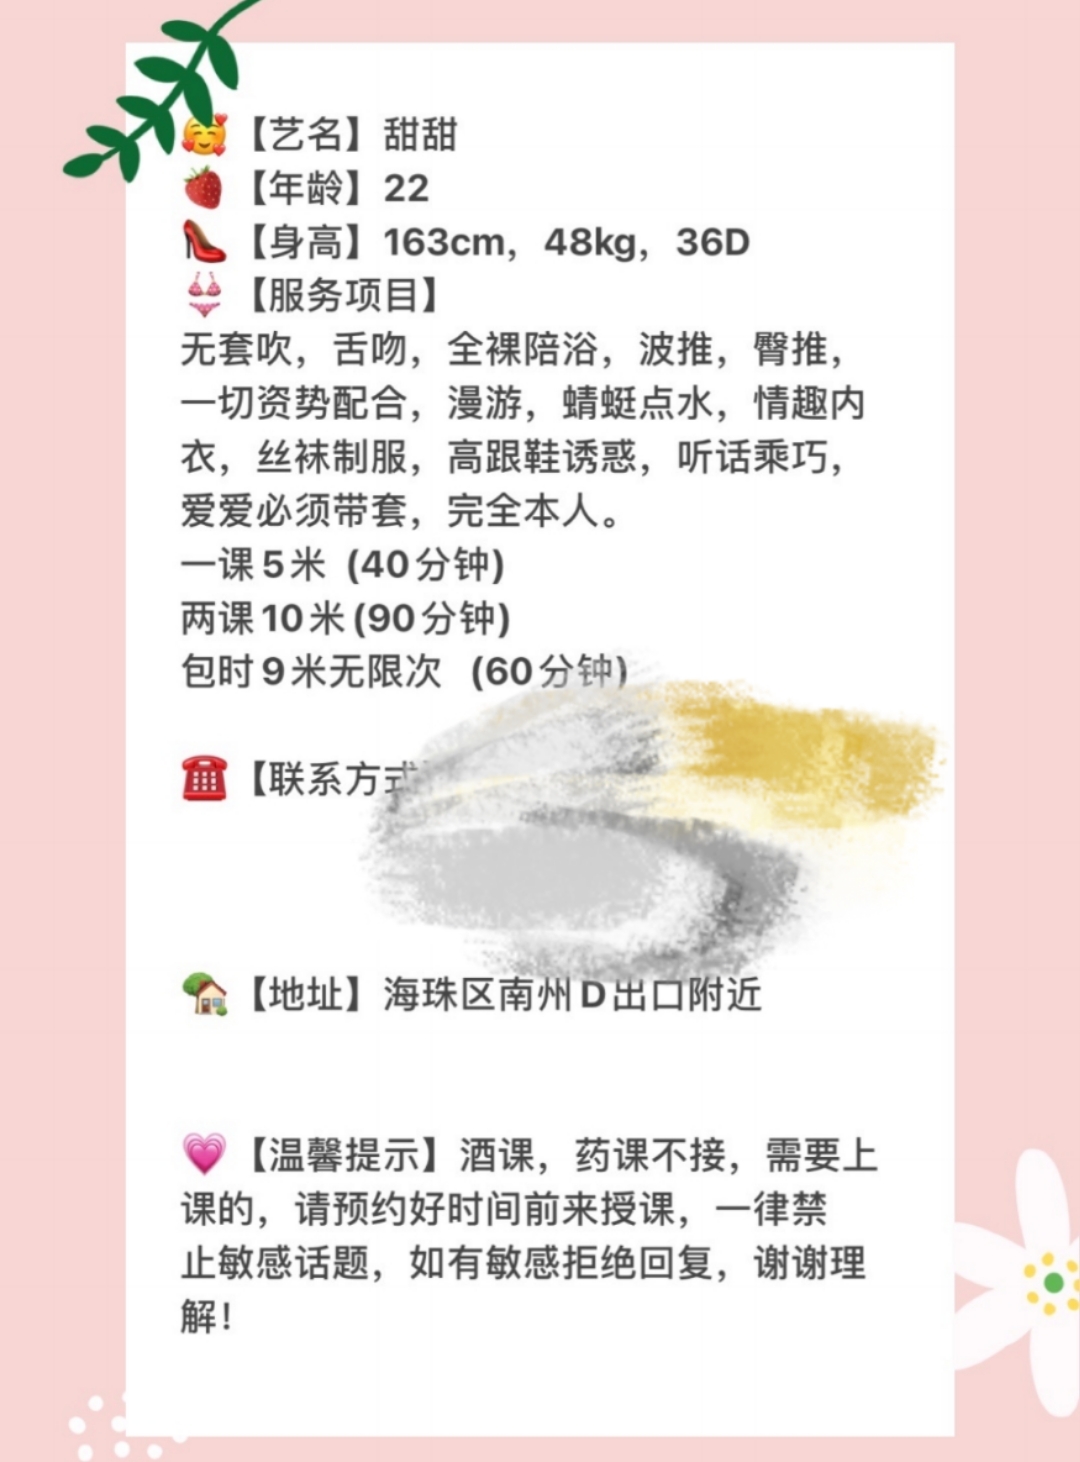 【艺名】甜甜
【年龄】22
【身高】163cm，48kg，36D
【服务项目】
无套吹，舌吻，全裸陪浴，波推，臀推，
一切资势配合，漫游，蜻蜓点水，情趣内
衣，丝袜制服，高跟鞋诱惑，听话乘巧，
爱爱必须带套，完全本人。
一课5米 (40分钟)
两课10米(90分钟)
包时9米无限次 (60分钟)
【联系方式
【地址】海珠区南州D出口附近
【温馨提示】酒课，药课不接，需要上
课的，请预约好时间前来授课，一律禁
止敏感话题，如有敏感拒绝回复，谢谢理
解！